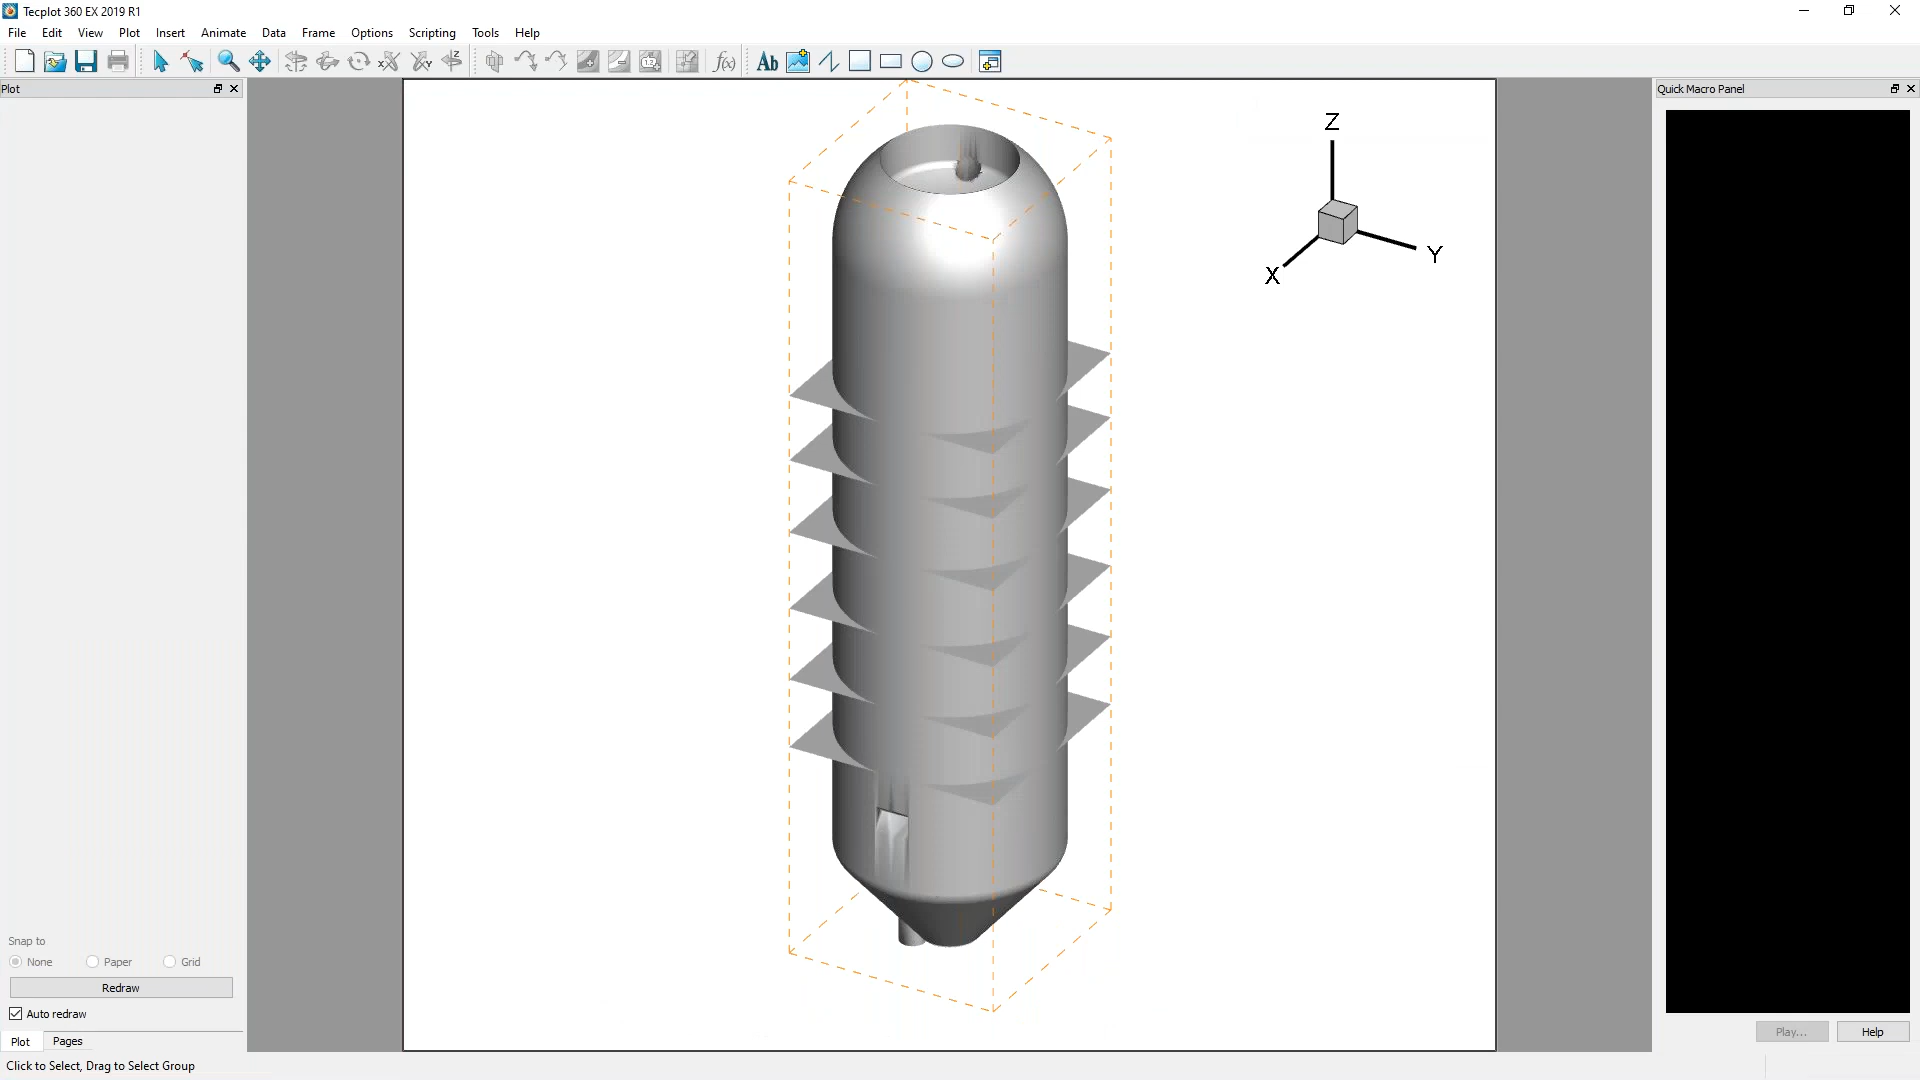 Tecplot 360 EX 2019 R1
File Edit View Plot Insert Animate Data Frame Options Scripting Tools Help
Ab
Plot
Quick Macro Panel
Z
X
Y
Snap to
None Paper Grid
Redraw
Auto redraw
Play... Help
Plot Pages
Click to Select, Drag to Select Group